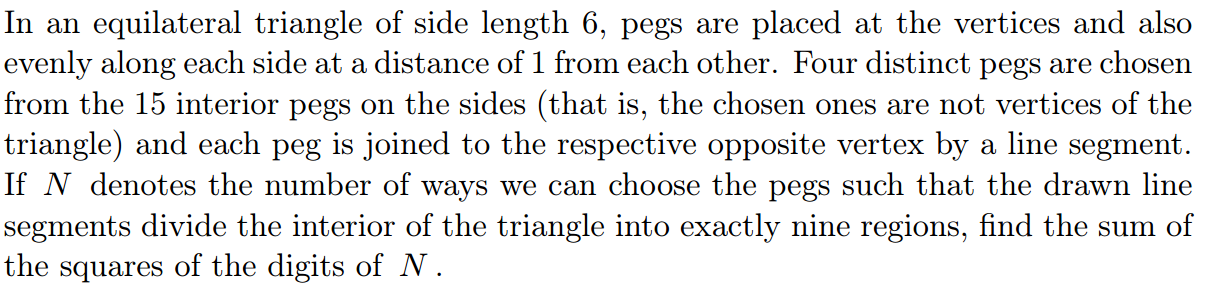 In an equilateral triangle of side length 6, pegs are placed at the vertices and also
evenly along each side at a distance of 1 from each other. Four distinct pegs are chosen
from the 15 interior pegs on the sides (that is, the chosen ones are not vertices of the
triangle) and each peg is joined to the respective opposite vertex by a line segment.
If N denotes the number of ways we can choose the pegs such that the drawn line
segments divide the interior of the triangle into exactly nine regions, find the sum of
the squares of the digits of N.